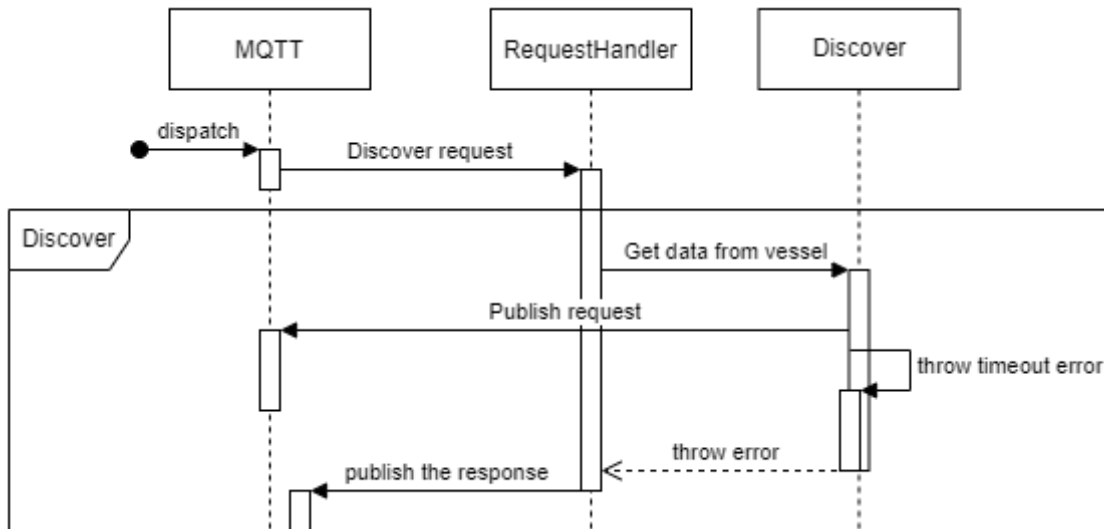 MQTT
RequestHandler
Discover
dispatch
Discover request
Discover
Get data from vessel
Publish request
throw timeout error
throw error
publish the response